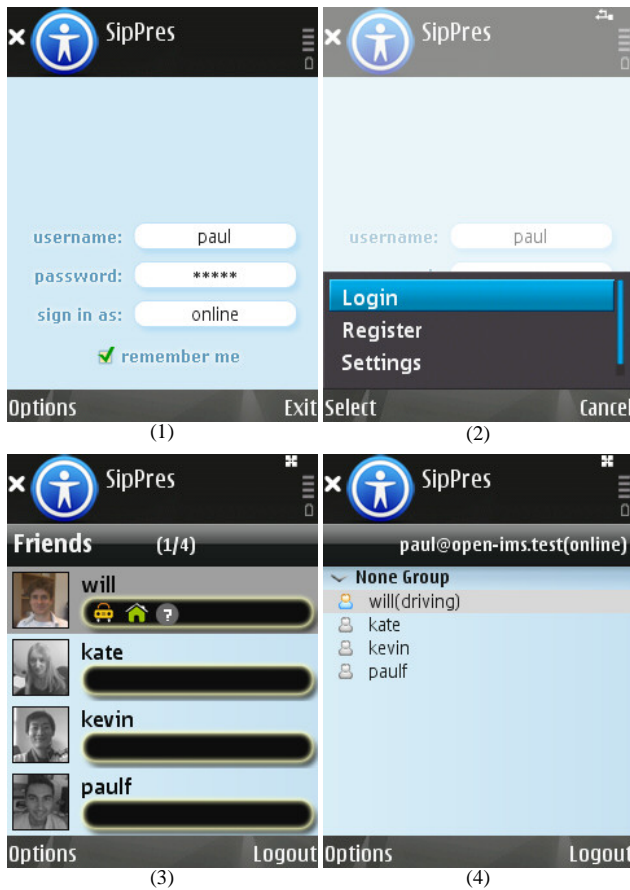 SipPres
username: paul
password: *****
sign in as: online
remember me
Options Exit
(1)
SipPres
username: paul
Login
Register
Settings
Select Cancel
(2)
SipPres
Friends (1/4)
will
?
kate
kevin
paulf
Options Logout
(3)
SipPres
paul@open-ims.test(online)
None Group
will(driving)
kate
kevin
paulf
Options Logout
(4)